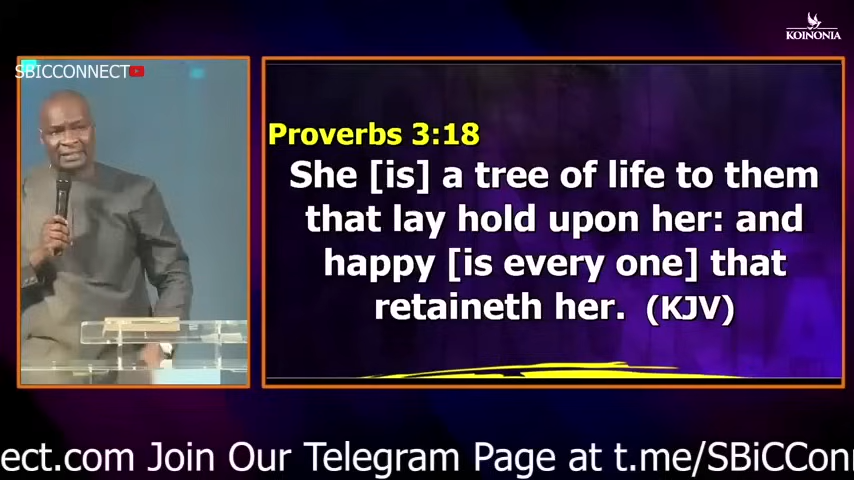 KOINONIA
SBICCONNECT
Proverbs 3:18
She [is] a tree of life to them
that lay hold upon her: and
happy [is every one] that
retaineth her. (KJV)
ect.com Join Our Telegram Page at t.me/SBiCCon